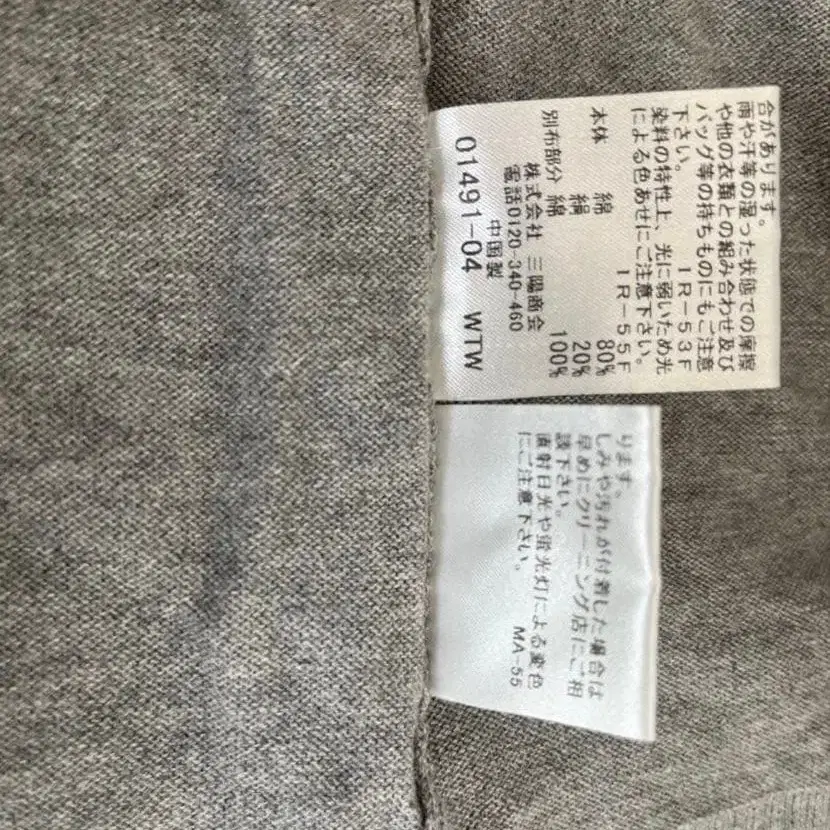 合があります。
雨や汗等の湿った状態での摩擦
や他の衣類との組み合わせ及び
バッグ等の持ちものにもご注意
下さい。 IR-53F
染料の特性上、光に弱いため光
による色あせにご注意下さい。
IR-55F
本体 綿 80%
絹 20%
別布部分 綿 100%
株式会社 三陽商会
電話0120-340-460
中国製
01491-04 WTW
ります。
しみや汚れが付着した場合は
早めにクリーニング店にご相
談下さい。
直射日光や蛍光灯による変色
にご注意下さい。 MA-55